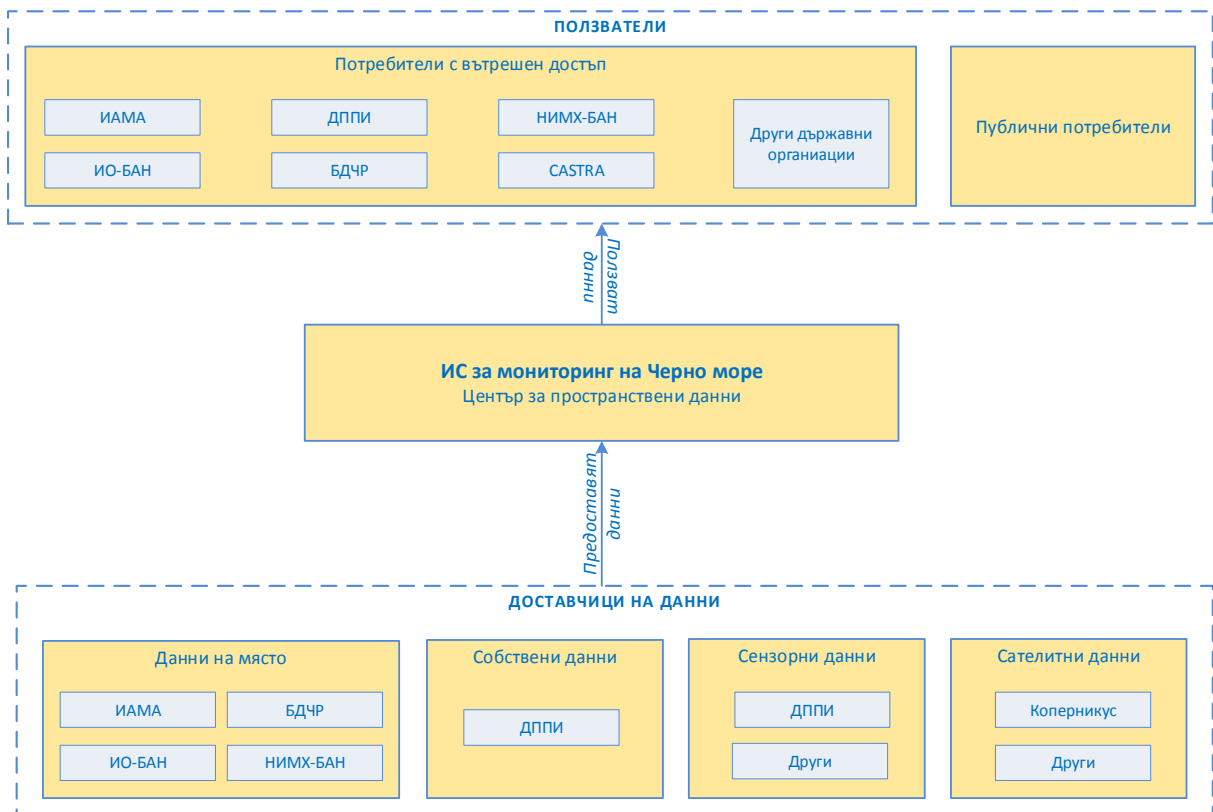 ПОЛЗВАТЕЛИ
Потребители с вътрешен достъп
ИАМА
ДППИ
НИМХ-БАН
Други държавни
органиации
ИО-БАН
БДЧР
CASTRA
Публични потребители
Ползват
данни
ИС за мониторинг на Черно море
Център за пространствени данни
Предоставят
данни
ДОСТАВЧИЦИ НА ДАННИ
Данни на място
ИАМА
БДЧР
ИО-БАН
НИМХ-БАН
Собствени данни
ДППИ
Сензорни данни
ДППИ
Други
Сателитни данни
Коперникус
Други